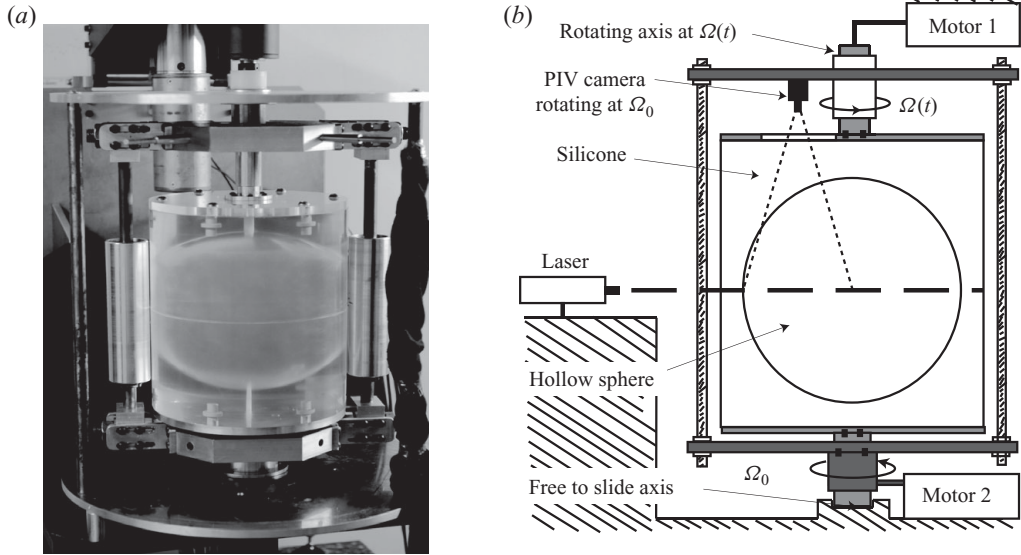 (a)
(b)
Motor 1
Rotating axis at Ω(t)
PIV camera
rotating at Ω0
Ω(t)
Silicone
Laser
Hollow sphere
Ω0
Free to slide axis
Motor 2